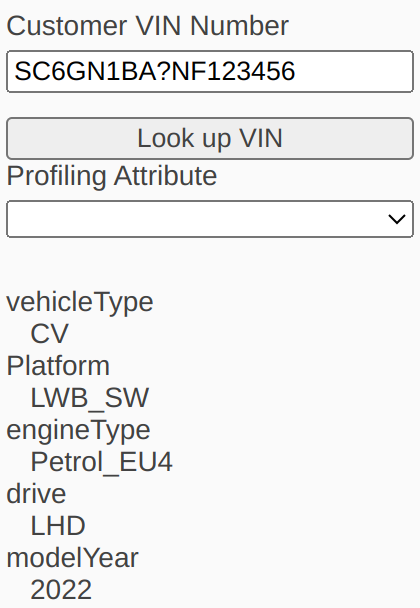 Customer VIN Number
SC6GN1BA?NF123456
Look up VIN
Profiling Attribute
vehicleType
CV
Platform
LWB_SW
engineType
Petrol_EU4
drive
LHD
modelYear
2022